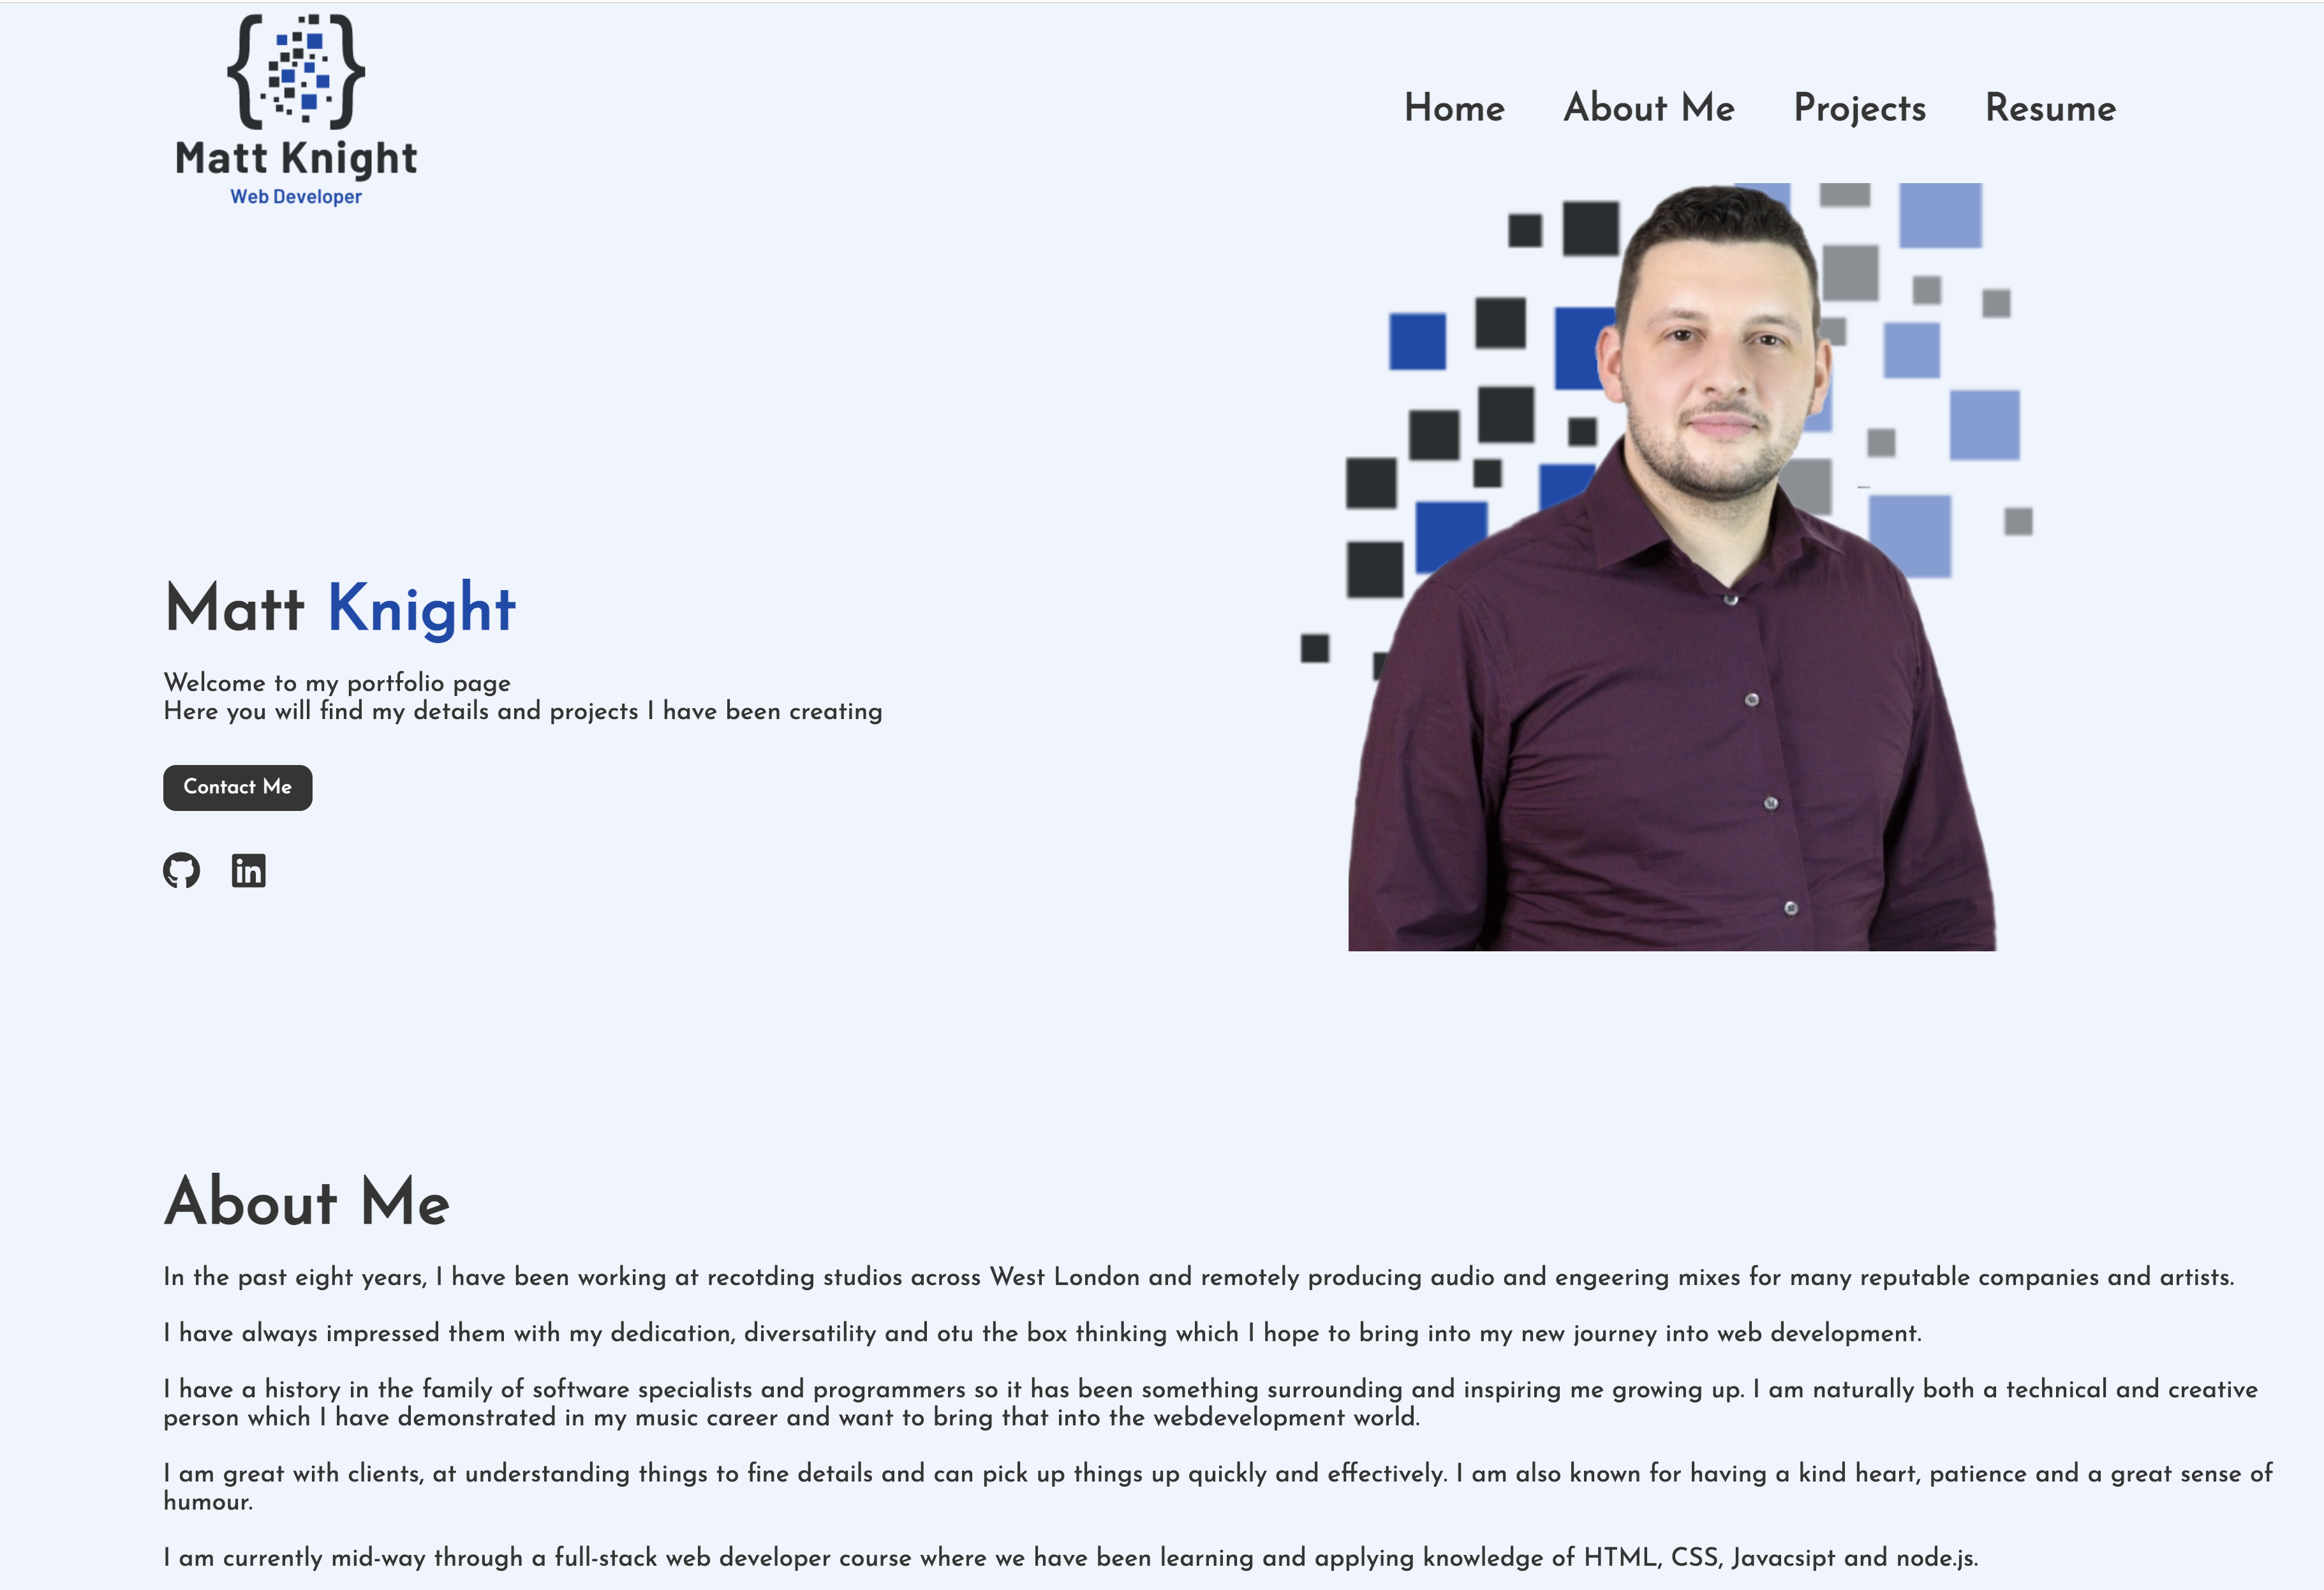 Matt Knight
Web Developer
Home About Me Projects Resume
Matt Knight
Welcome to my portfolio page
Here you will find my details and projects I have been creating
Contact Me
in
About Me
In the past eight years, I have been working at recotding studios across West London and remotely producing audio and engeering mixes for many reputable companies and artists.
I have always impressed them with my dedication, diversatility and otu the box thinking which I hope to bring into my new journey into web development.
I have a history in the family of software specialists and programmers so it has been something surrounding and inspiring me growing up. I am naturally both a technical and creative
person which I have demonstrated in my music career and want to bring that into the webdevelopment world.
I am great with clients, at understanding things to fine details and can pick up things up quickly and effectively. I am also known for having a kind heart, patience and a great sense of
humour.
I am currently mid-way through a full-stack web developer course where we have been learning and applying knowledge of HTML, CSS, Javacsipt and node.js.